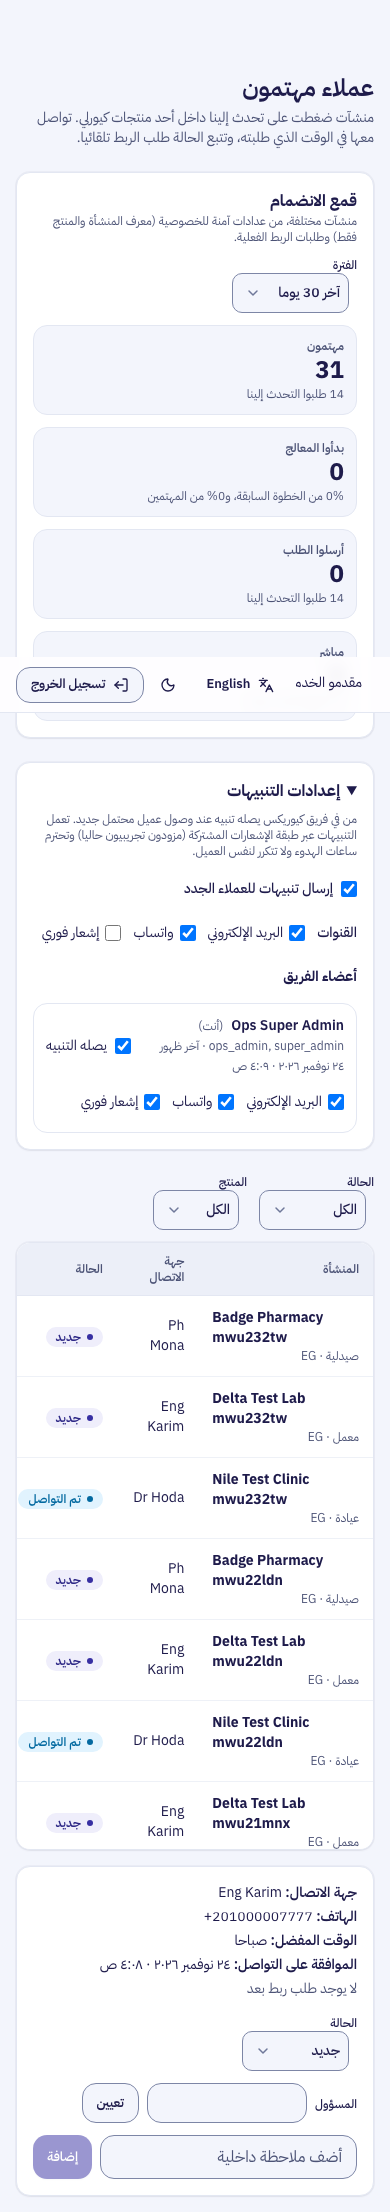 عملاء مهتمون
منشآت ضغطت على تحدث إلينا داخل أحد منتجات كيورلي. تواصل
معها في الوقت الذي طلبته، وتتبع الحالة طلب الربط تلقائيا.
قمع الانضمام
منشآت مختلفة، من عدادات آمنة للخصوصية (معرف المنشأة والمنتج
فقط) وطلبات الربط الفعلية.
الفترة
آخر 30 يوما
مهتمون
31
14 طلبوا التحدث إلينا
بدأوا المعالج
0
0% من الخطوة السابقة، و0% من المهتمين
أرسلوا الطلب
0
14 طلبوا التحدث إلينا
مباشر
مقدمو الخده
English
تسجيل الخروج
▼ إعدادات التنبيهات
من في فريق كيوريكس يصله تنبيه عند وصول عميل محتمل جديد. تعمل
التنبيهات عبر طبقة الإشعارات المشتركة (مزودون تجريبيون حاليا) وتحترم
ساعات الهدوء ولا تتكرر لنفس العميل.
إرسال تنبيهات للعملاء الجدد
القنوات البريد الإلكتروني واتساب إشعار فوري
أعضاء الفريق
Ops Super Admin (أنت)
ops_admin, super_admin · آخر ظهور
٢٤ نوفمبر ٢٠٢٦ · ٤:٠٩ ص
يصله التنبيه
البريد الإلكتروني واتساب إشعار فوري
الحالة
الكل
المنتج
الكل
المنشأة جهة الاتصال الحالة
Badge Pharmacy
mwu232tw
صيدلية · EG
Ph
Mona
جديد
Delta Test Lab
mwu232tw
معمل · EG
Eng
Karim
جديد
Nile Test Clinic
mwu232tw
عيادة · EG
Dr Hoda
تم التواصل
Badge Pharmacy
mwu22ldn
صيدلية · EG
Ph
Mona
جديد
Delta Test Lab
mwu22ldn
معمل · EG
Eng
Karim
جديد
Nile Test Clinic
mwu22ldn
عيادة · EG
Dr Hoda
تم التواصل
Delta Test Lab
mwu21mnx
معمل · EG
Eng
Karim
جديد
جهة الاتصال: Eng Karim
الهاتف: 201000007777+
الوقت المفضل: صباحا
الموافقة على التواصل: ٢٤ نوفمبر ٢٠٢٦ · ٤:٠٨ ص
لا يوجد طلب ربط بعد
الحالة
جديد
المسؤول
تعيين
أضف ملاحظة داخلية
إضافة